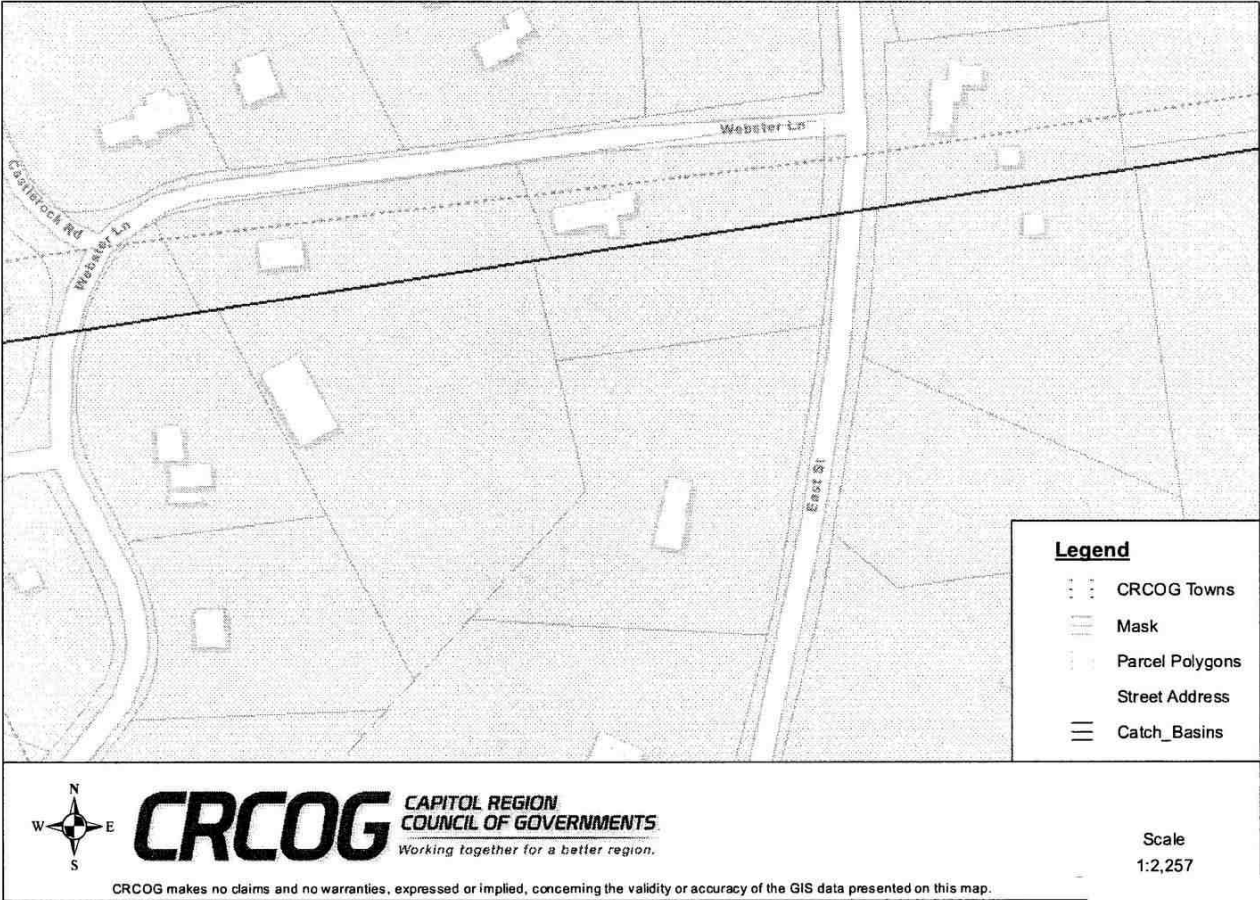 Webster Ln
Castlerock Rd
Webster Ln
East St
Legend
CRCOG Towns
Mask
Parcel Polygons
Street Address
Catch_Basins
N
W E
S
CRCOG
CAPITOL REGION
COUNCIL OF GOVERNMENTS
Working together for a better region.
Scale
1:2,257
CRCOG makes no claims and no warranties, expressed or implied, concerning the validity or accuracy of the GIS data presented on this map.